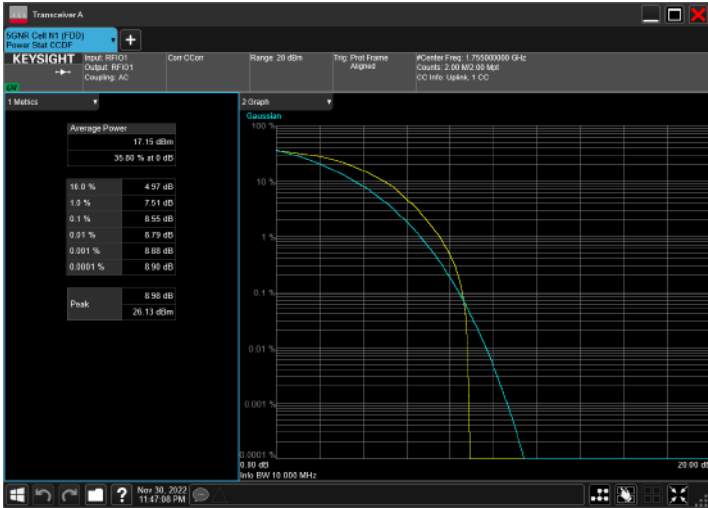 Transceiver A
5GNR Cell N1 (FDD)
Power Stat CCDF
KEYSIGHT
Input: RFIO1
Output: RFIO1
Coupling: AC
Corr CCorr
Range: 20 dBm
Trig: Prot Frame
Aligned
#Center Freq: 1.755000000 GHz
Counts: 2.00 M/2.00 Mpt
CC Info: Uplink, 1 CC
1 Metrics
Average Power
17.15 dBm
35.80 % at 0 dB
10.0 % 4.97 dB
1.0 % 7.51 dB
0.1 % 8.55 dB
0.01 % 8.79 dB
0.001 % 8.88 dB
0.0001 % 8.90 dB
Peak 8.98 dB
26.13 dBm
2 Graph
Gaussian
100 %
10 %
1 %
0.1 %
0.01 %
0.001 %
0.0001 %
0.00 dB
20.00 dB
Info BW 10.000 MHz
Nov 30, 2022
11:47:08 PM